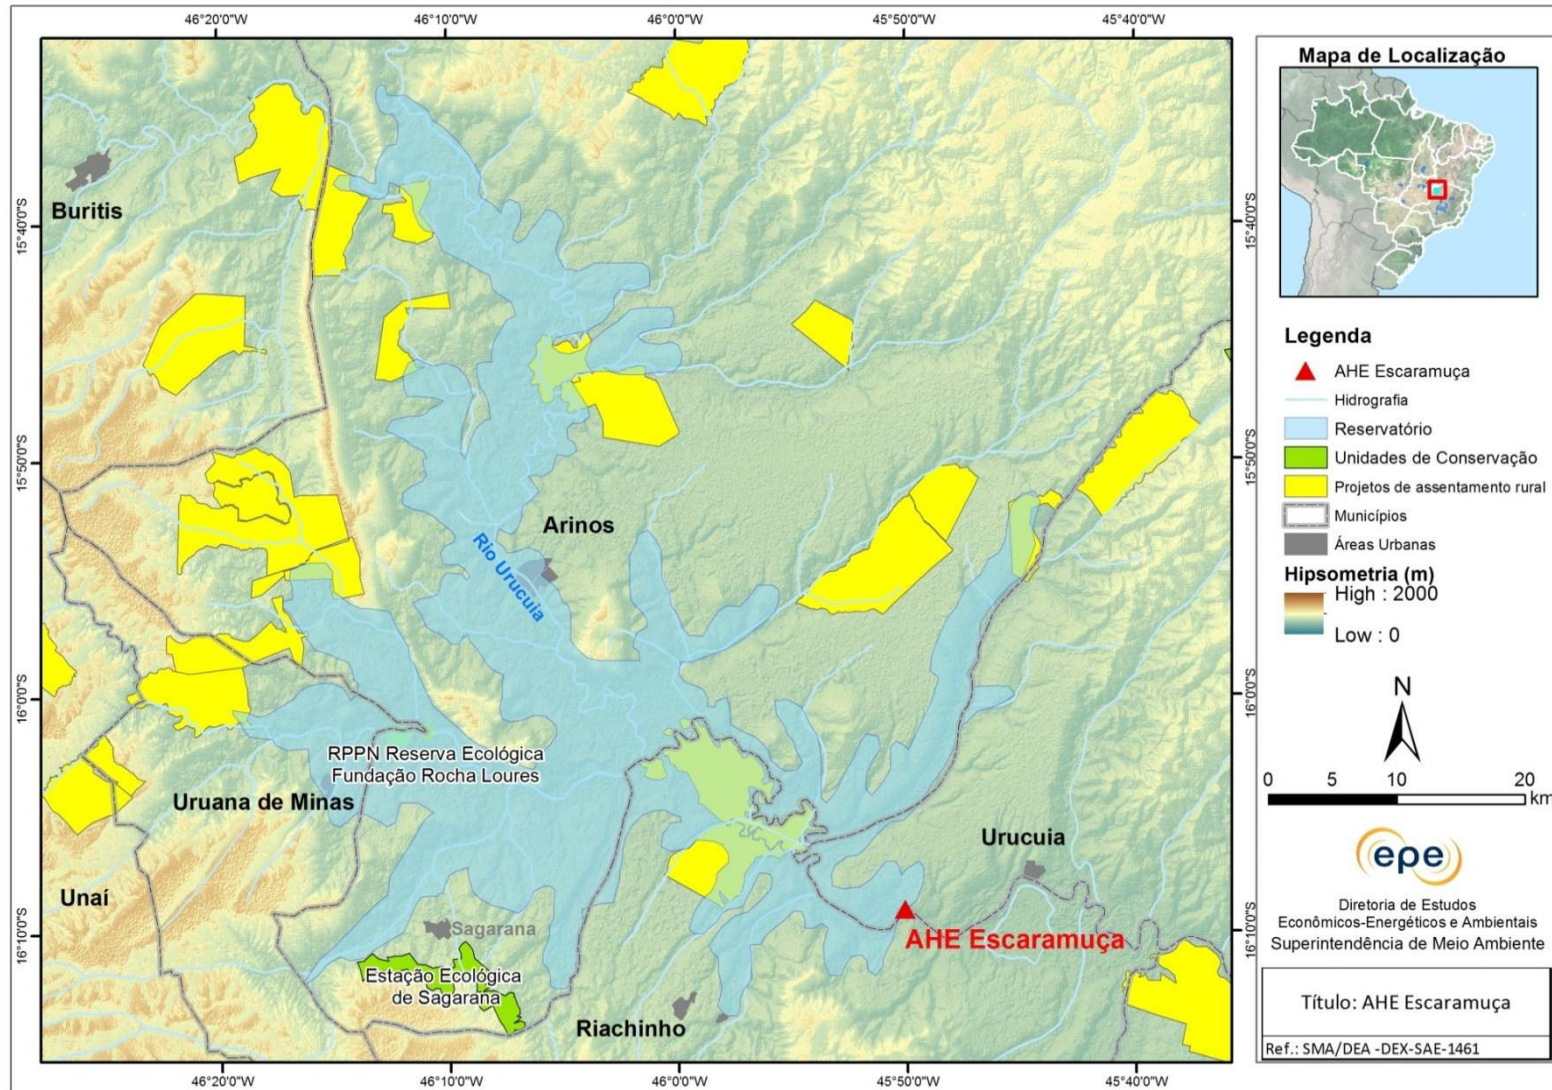 46°20'0"W
46°10'0"W
46°0'0"W
45°50'0"W
45°40'0"W
15°40'0"S
15°50'0"S
16°0'0"S
16°10'0"S
15°40'0"S
15°50'0"S
16°0'0"S
16°10'0"S
Buritis
Arinos
Rio Urucuia
RPPN Reserva Ecológica
Fundação Rocha Loures
Uruana de Minas
Urucuia
Unaí
Sagarana
AHE Escaramuça
Estação Ecológica
de Sagarana
Riachinho
46°20'0"W
46°10'0"W
46°0'0"W
45°50'0"W
45°40'0"W
Mapa de Localização
Legenda
AHE Escaramuça
Hidrografia
Reservatório
Unidades de Conservação
Projetos de assentamento rural
Municípios
Áreas Urbanas
Hipsometria (m)
High : 2000
Low : 0
N
0 5 10 20
km
epe
Diretoria de Estudos
Econômicos-Energéticos e Ambientais
Superintendência de Meio Ambiente
Título: AHE Escaramuça
Ref.: SMA/DEA -DEX-SAE-1461